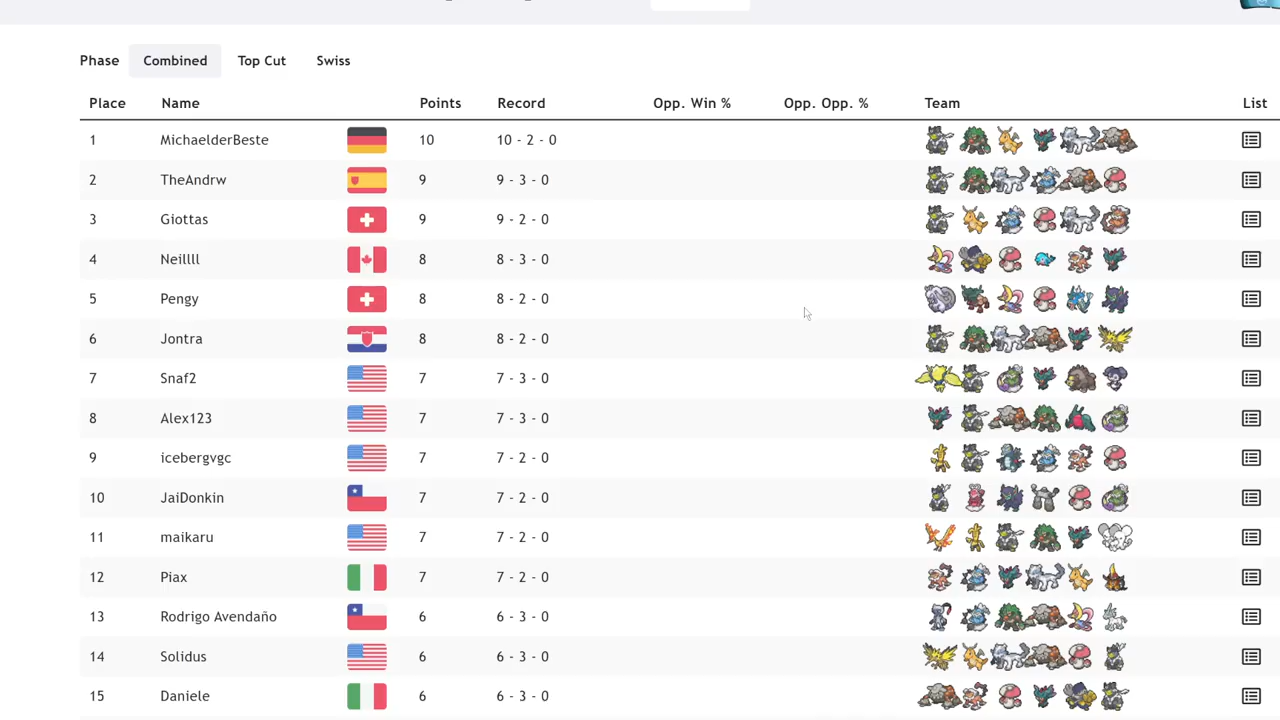 Phase Combined Top Cut Swiss
Place Name Points Record Opp. Win % Opp. Opp. % Team List
1 MichaelderBeste 10 10 - 2 - 0
2 TheAndrw 9 9 - 3 - 0
3 Giottas 9 9 - 2 - 0
4 Neillll 8 8 - 3 - 0
5 Pengy 8 8 - 2 - 0
6 Jontra 8 8 - 2 - 0
7 Snaf2 7 7 - 3 - 0
8 Alex123 7 7 - 3 - 0
9 icebergvgc 7 7 - 2 - 0
10 JaiDonkin 7 7 - 2 - 0
11 maikaru 7 7 - 2 - 0
12 Piax 7 7 - 2 - 0
13 Rodrigo Avendaño 6 6 - 3 - 0
14 Solidus 6 6 - 3 - 0
15 Daniele 6 6 - 3 - 0